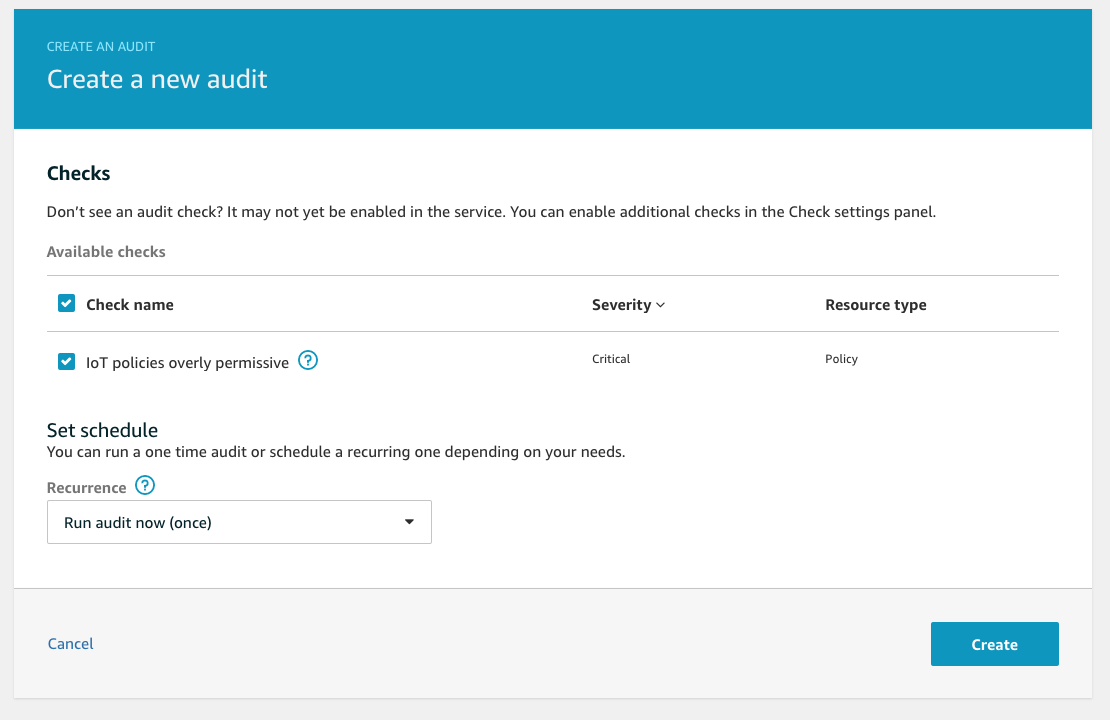 CREATE AN AUDIT
Create a new audit
Checks
Don't see an audit check? It may not yet be enabled in the service. You can enable additional checks in the Check settings panel.
Available checks
Check name Severity Resource type
IoT policies overly permissive ? Critical Policy
Set schedule
You can run a one time audit or schedule a recurring one depending on your needs.
Recurrence ?
Run audit now (once)
Cancel Create